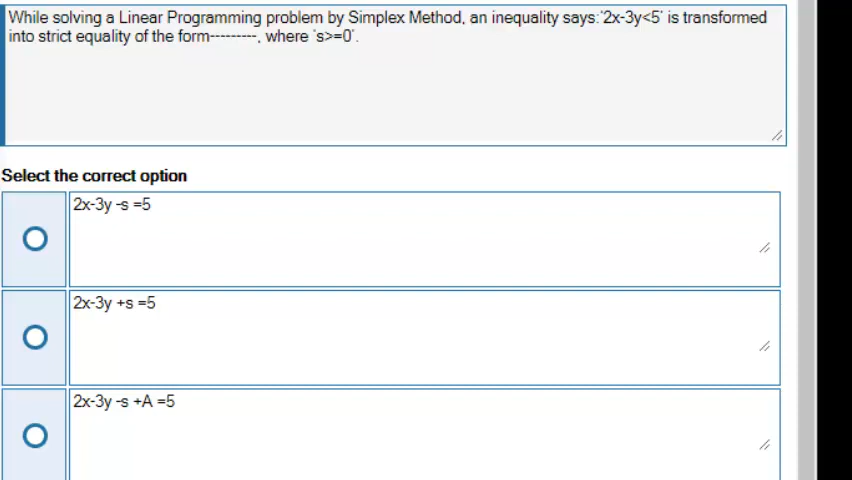 While solving a Linear Programming problem by Simplex Method, an inequality says:'2x-3y<5' is transformed
into strict equality of the form---------, where 's>=0'.
Select the correct option
2x-3y -s =5
2x-3y +s =5
2x-3y -s +A =5